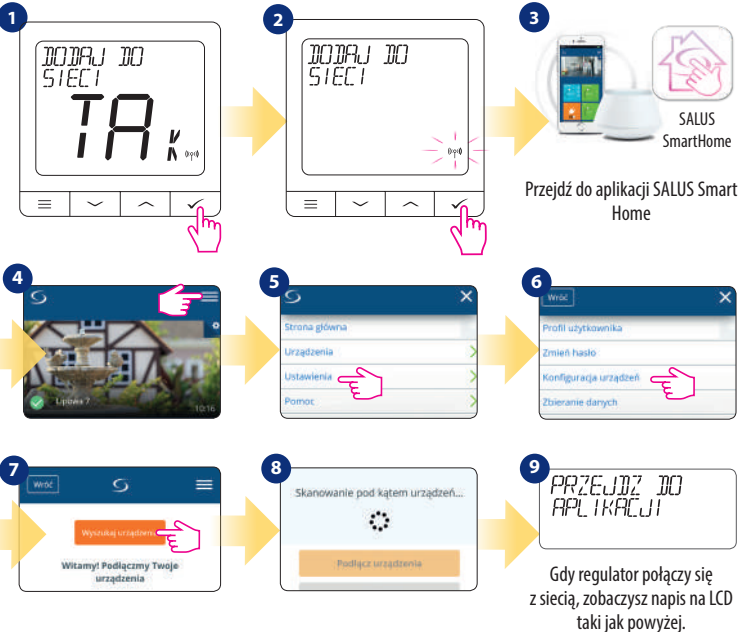 1
DODAJ DO
SIECI
TAK
2
DODAJ DO
SIECI
3
SALUS
SmartHome
Przejdź do aplikacji SALUS Smart
Home
4
Lipowa 7
10:16
5
Strona główna
Urządzenia
Ustawienia
Pomoc
6
Wróć
Profil użytkownika
Zmień hasło
Konfiguracja urządzeń
Zbieranie danych
7
Wróć
Wyszukaj
Witamy! Podłączmy Twoje
urządzenia
8
Skanowanie pod kątem urządzeń...
Podłącz urządzenia
9
PRZEJDZ DO
APLIKACJI
Gdy regulator połączy się
z siecią, zobaczysz napis na LCD
taki jak powyżej.